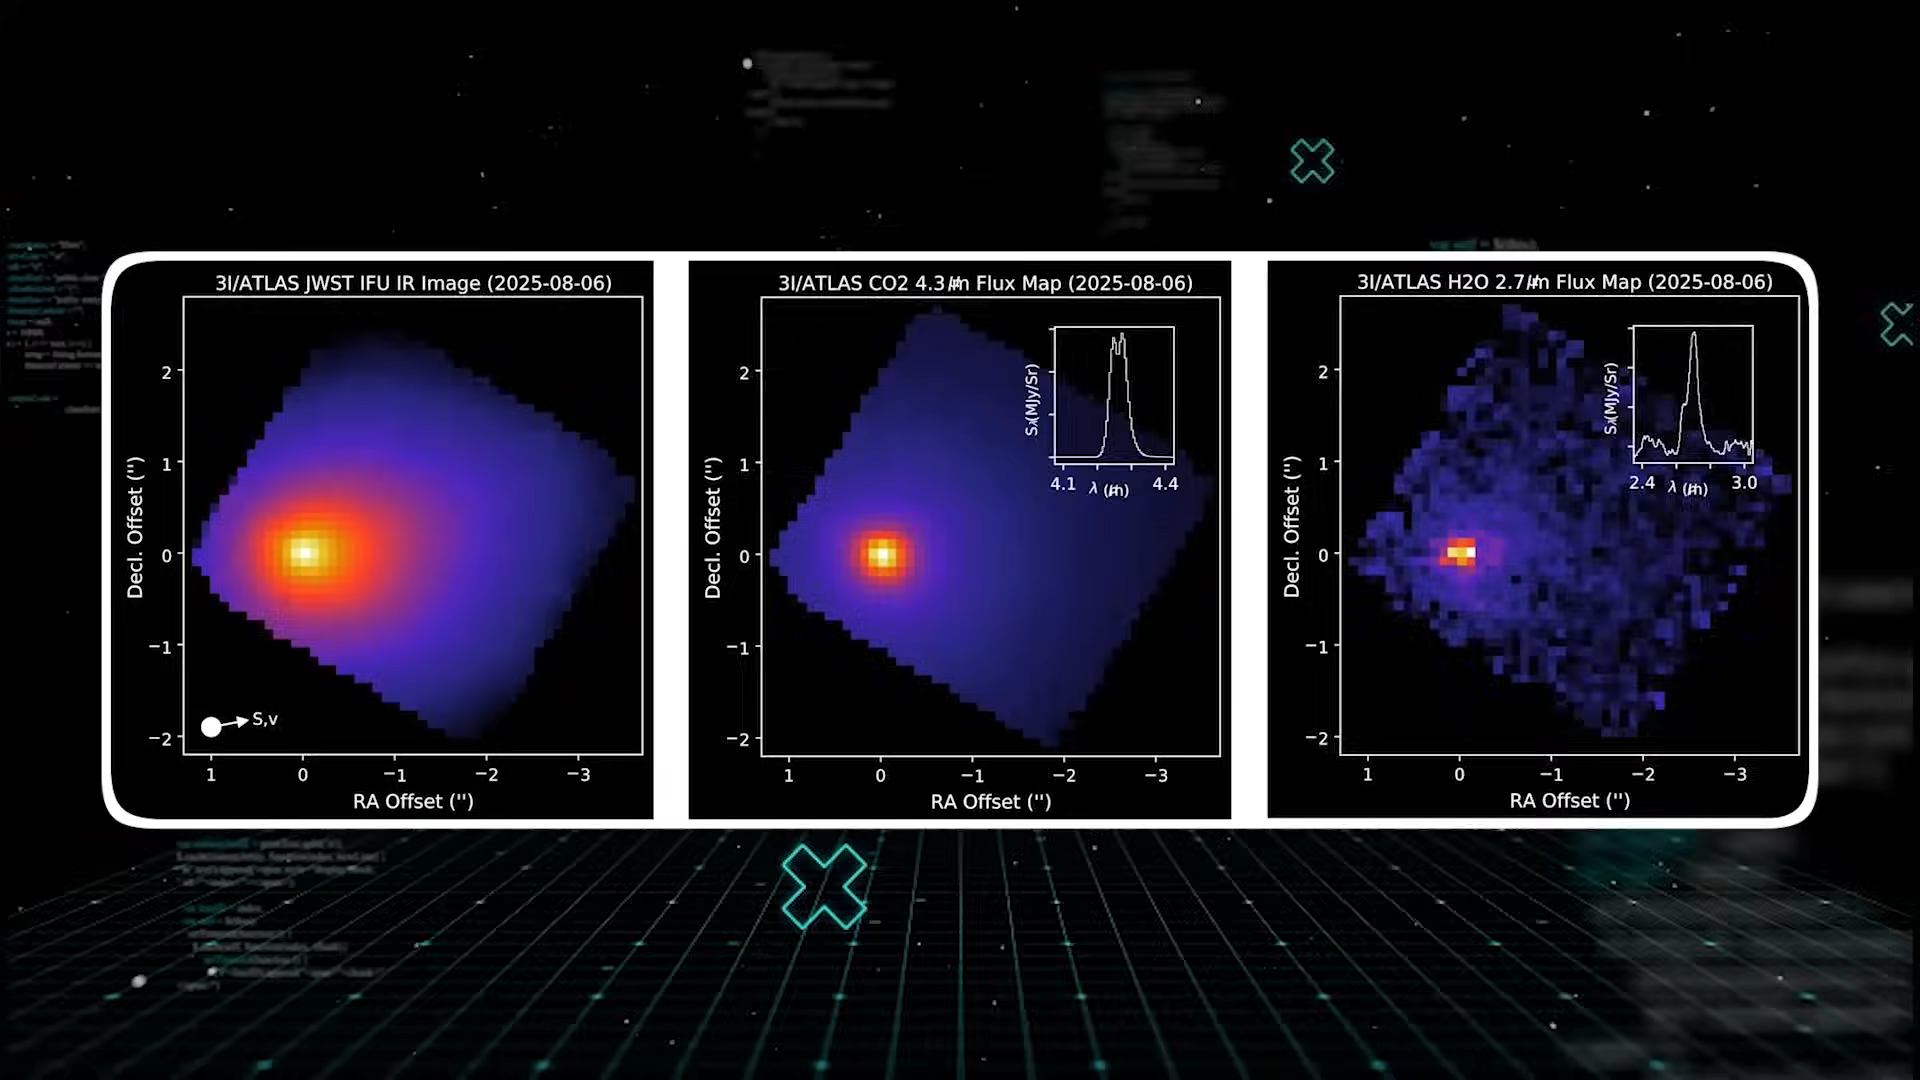 3I/ATLAS JWST IFU IR Image (2025-08-06)
Decl. Offset ('')
2
1
0
−1
−2
S,v
1 0 −1 −2 −3
RA Offset ('')
3I/ATLAS CO2 4.3μm Flux Map (2025-08-06)
Decl. Offset ('')
2
1
0
−1
−2
Sλ(MJy/Sr)
4.1 λ (μm) 4.4
1 0 −1 −2 −3
RA Offset ('')
3I/ATLAS H2O 2.7μm Flux Map (2025-08-06)
Decl. Offset ('')
2
1
0
−1
−2
Sλ(MJy/Sr)
2.4 λ (μm) 3.0
1 0 −1 −2 −3
RA Offset ('')